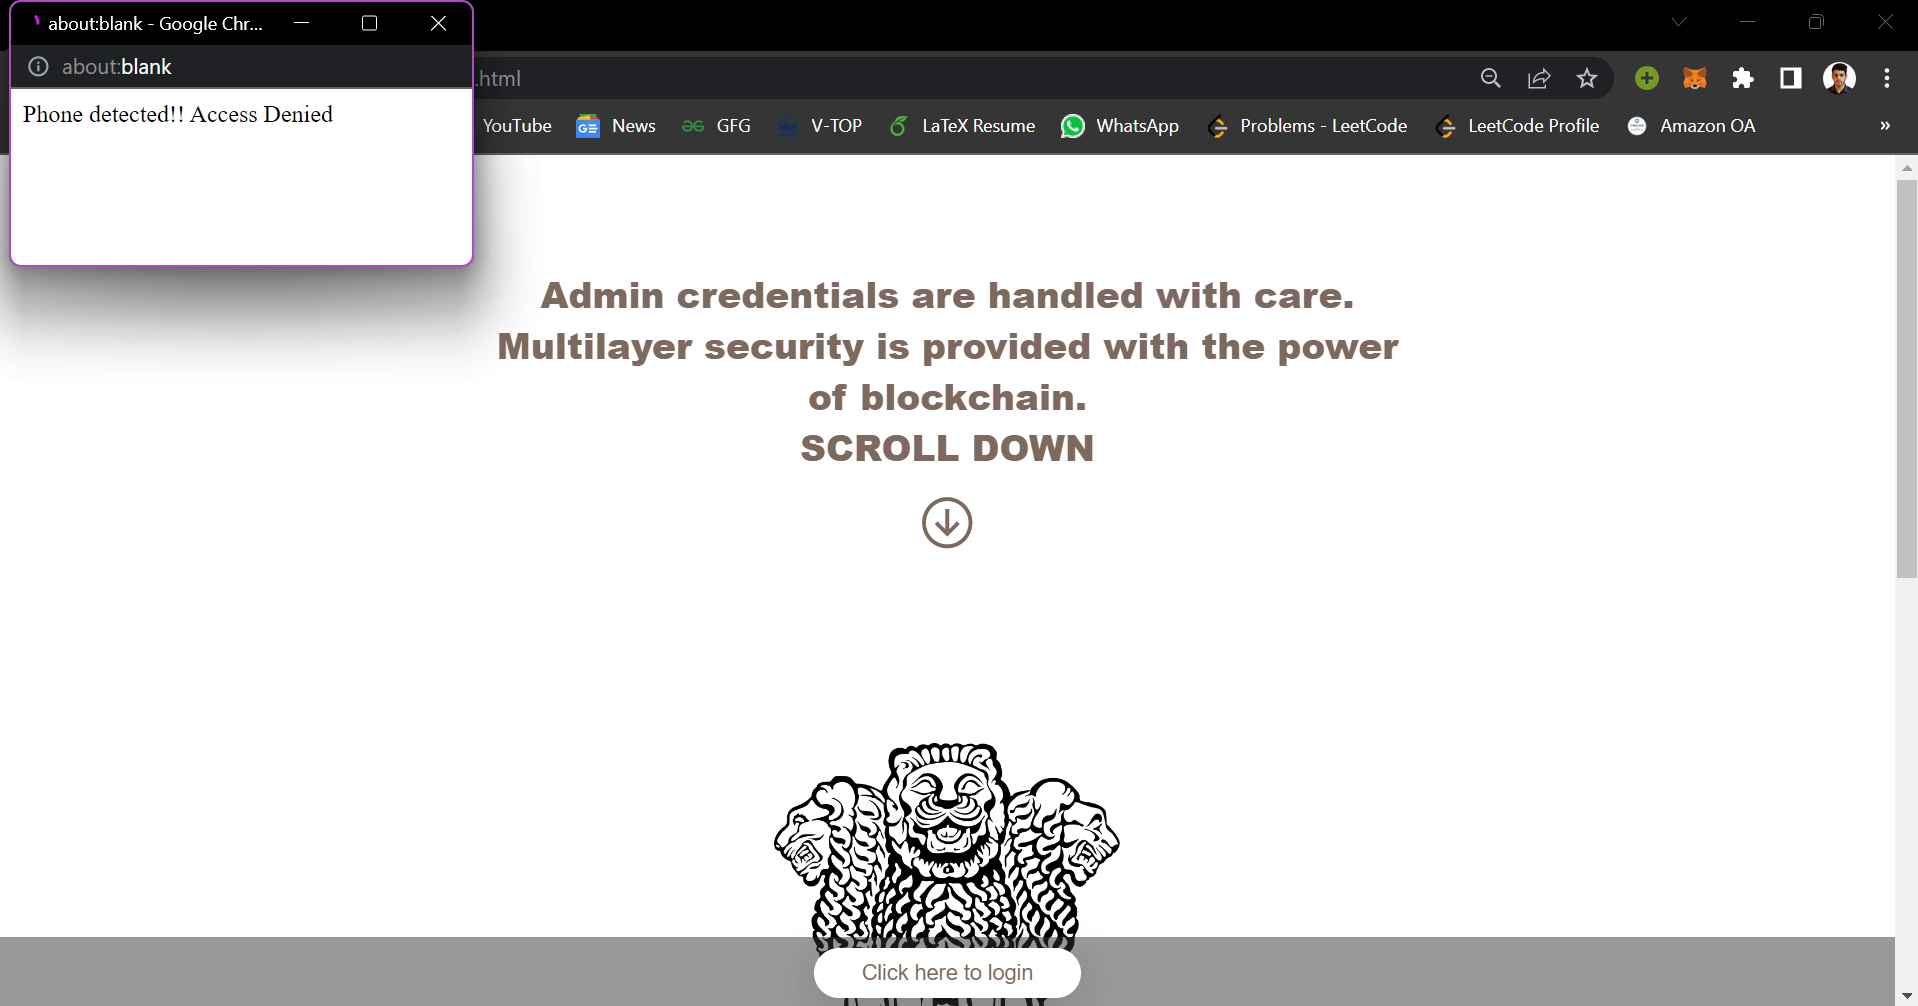 about:blank - Google Chr...
about:blank
Phone detected!! Access Denied
.html
YouTube
News
GFG
V-TOP
LaTeX Resume
WhatsApp
Problems - LeetCode
LeetCode Profile
Amazon OA
»
Admin credentials are handled with care.
Multilayer security is provided with the power
of blockchain.
SCROLL DOWN
Click here to login